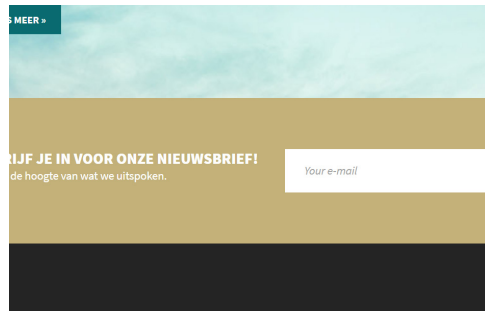 MEER »
RIJF JE IN VOOR ONZE NIEUWSBRIEF!
de hoogte van wat we uitspoken.
Your e-mail